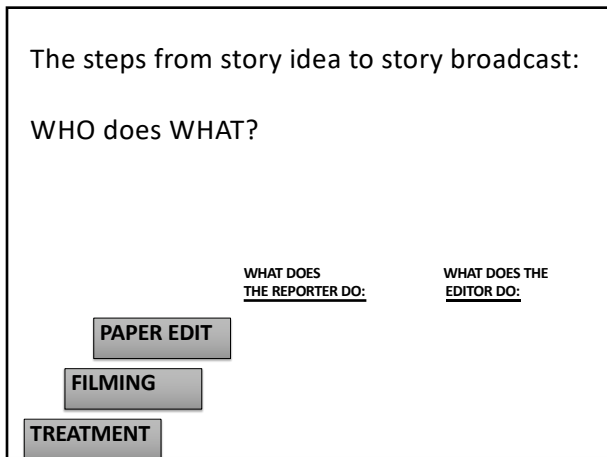 The steps from story idea to story broadcast:
WHO does WHAT?
WHAT DOES
THE REPORTER DO:
WHAT DOES THE
EDITOR DO:
PAPER EDIT
FILMING
TREATMENT